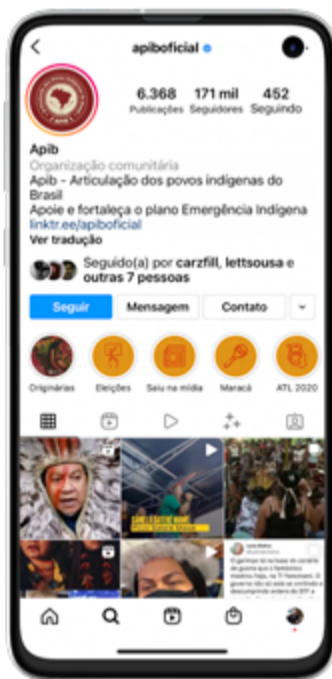 apiboficial
6.368 171 mil 452
Publicações Seguidores Seguindo
Apib
Organização comunitária
Apib - Articulação dos povos indígenas do
Brasil
Apoie e fortaleça o plano Emergência Indígena
linktr.ee/apiboficial
Ver tradução
Seguido(a) por carzfill, lettsousa e
outras 7 pessoas
Seguir Mensagem Contato
Originárias Eleições Saiu na mídia Maracá ATL 2020